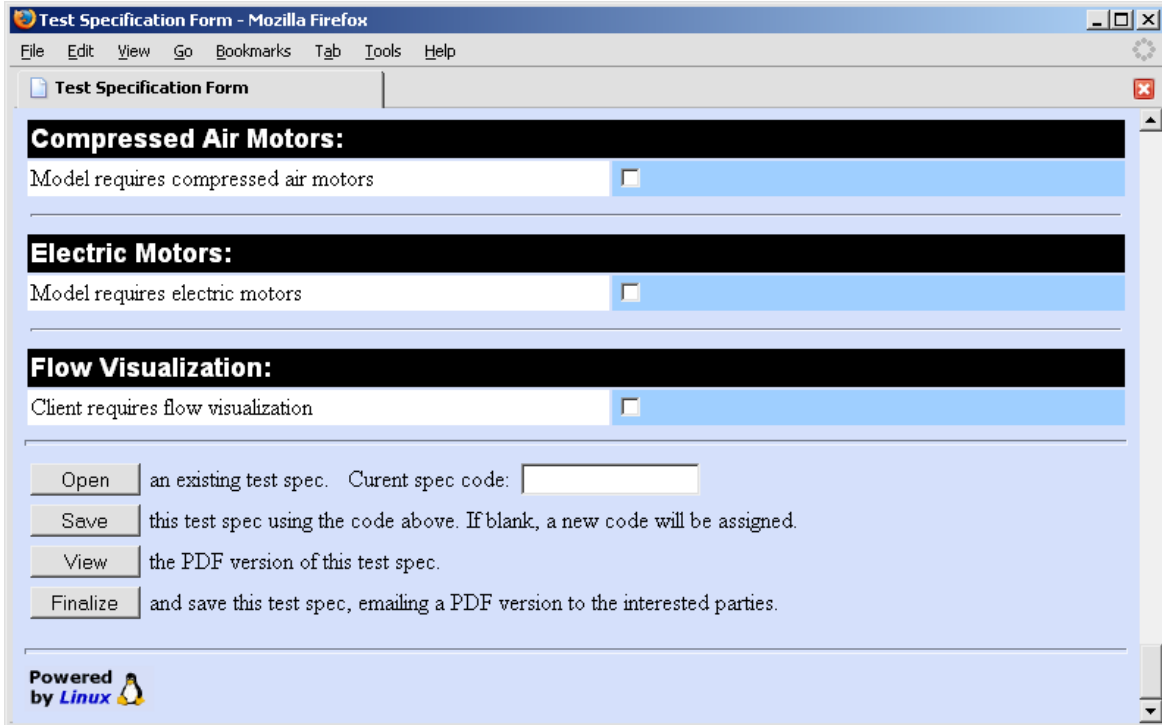 Test Specification Form - Mozilla Firefox
File Edit View Go Bookmarks Tab Tools Help
Test Specification Form
Compressed Air Motors:
Model requires compressed air motors
Electric Motors:
Model requires electric motors
Flow Visualization:
Client requires flow visualization
Open an existing test spec. Curent spec code:
Save this test spec using the code above. If blank, a new code will be assigned.
View the PDF version of this test spec.
Finalize and save this test spec, emailing a PDF version to the interested parties.
Powered
by Linux